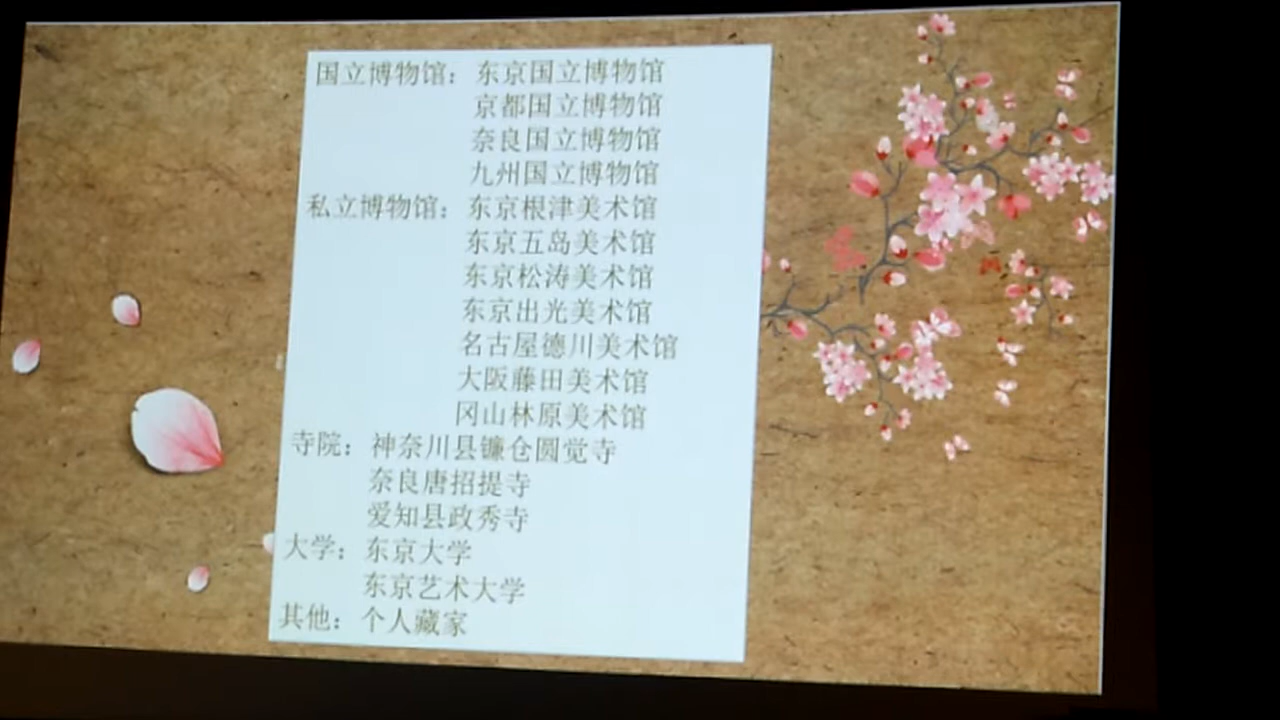 国立博物馆：东京国立博物馆
京都国立博物馆
奈良国立博物馆
九州国立博物馆
私立博物馆：东京根津美术馆
东京五岛美术馆
东京松涛美术馆
东京出光美术馆
名古屋德川美术馆
大阪藤田美术馆
冈山林原美术馆
寺院：神奈川县镰仓圆觉寺
奈良唐招提寺
爱知县政秀寺
大学：东京大学
东京艺术大学
其他：个人藏家